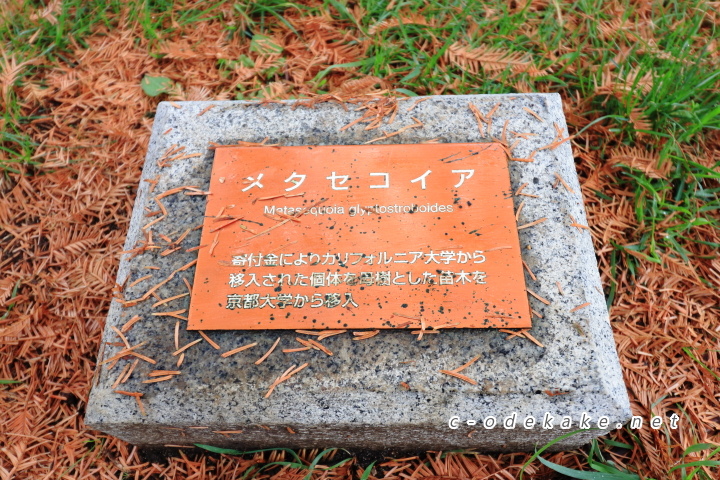 メタセコイア
Metasequoia glyptostroboides
寄付金によりカリフォルニア大学から
移入された個体を母樹とした苗木を
京都大学から移入
c-odekake.net